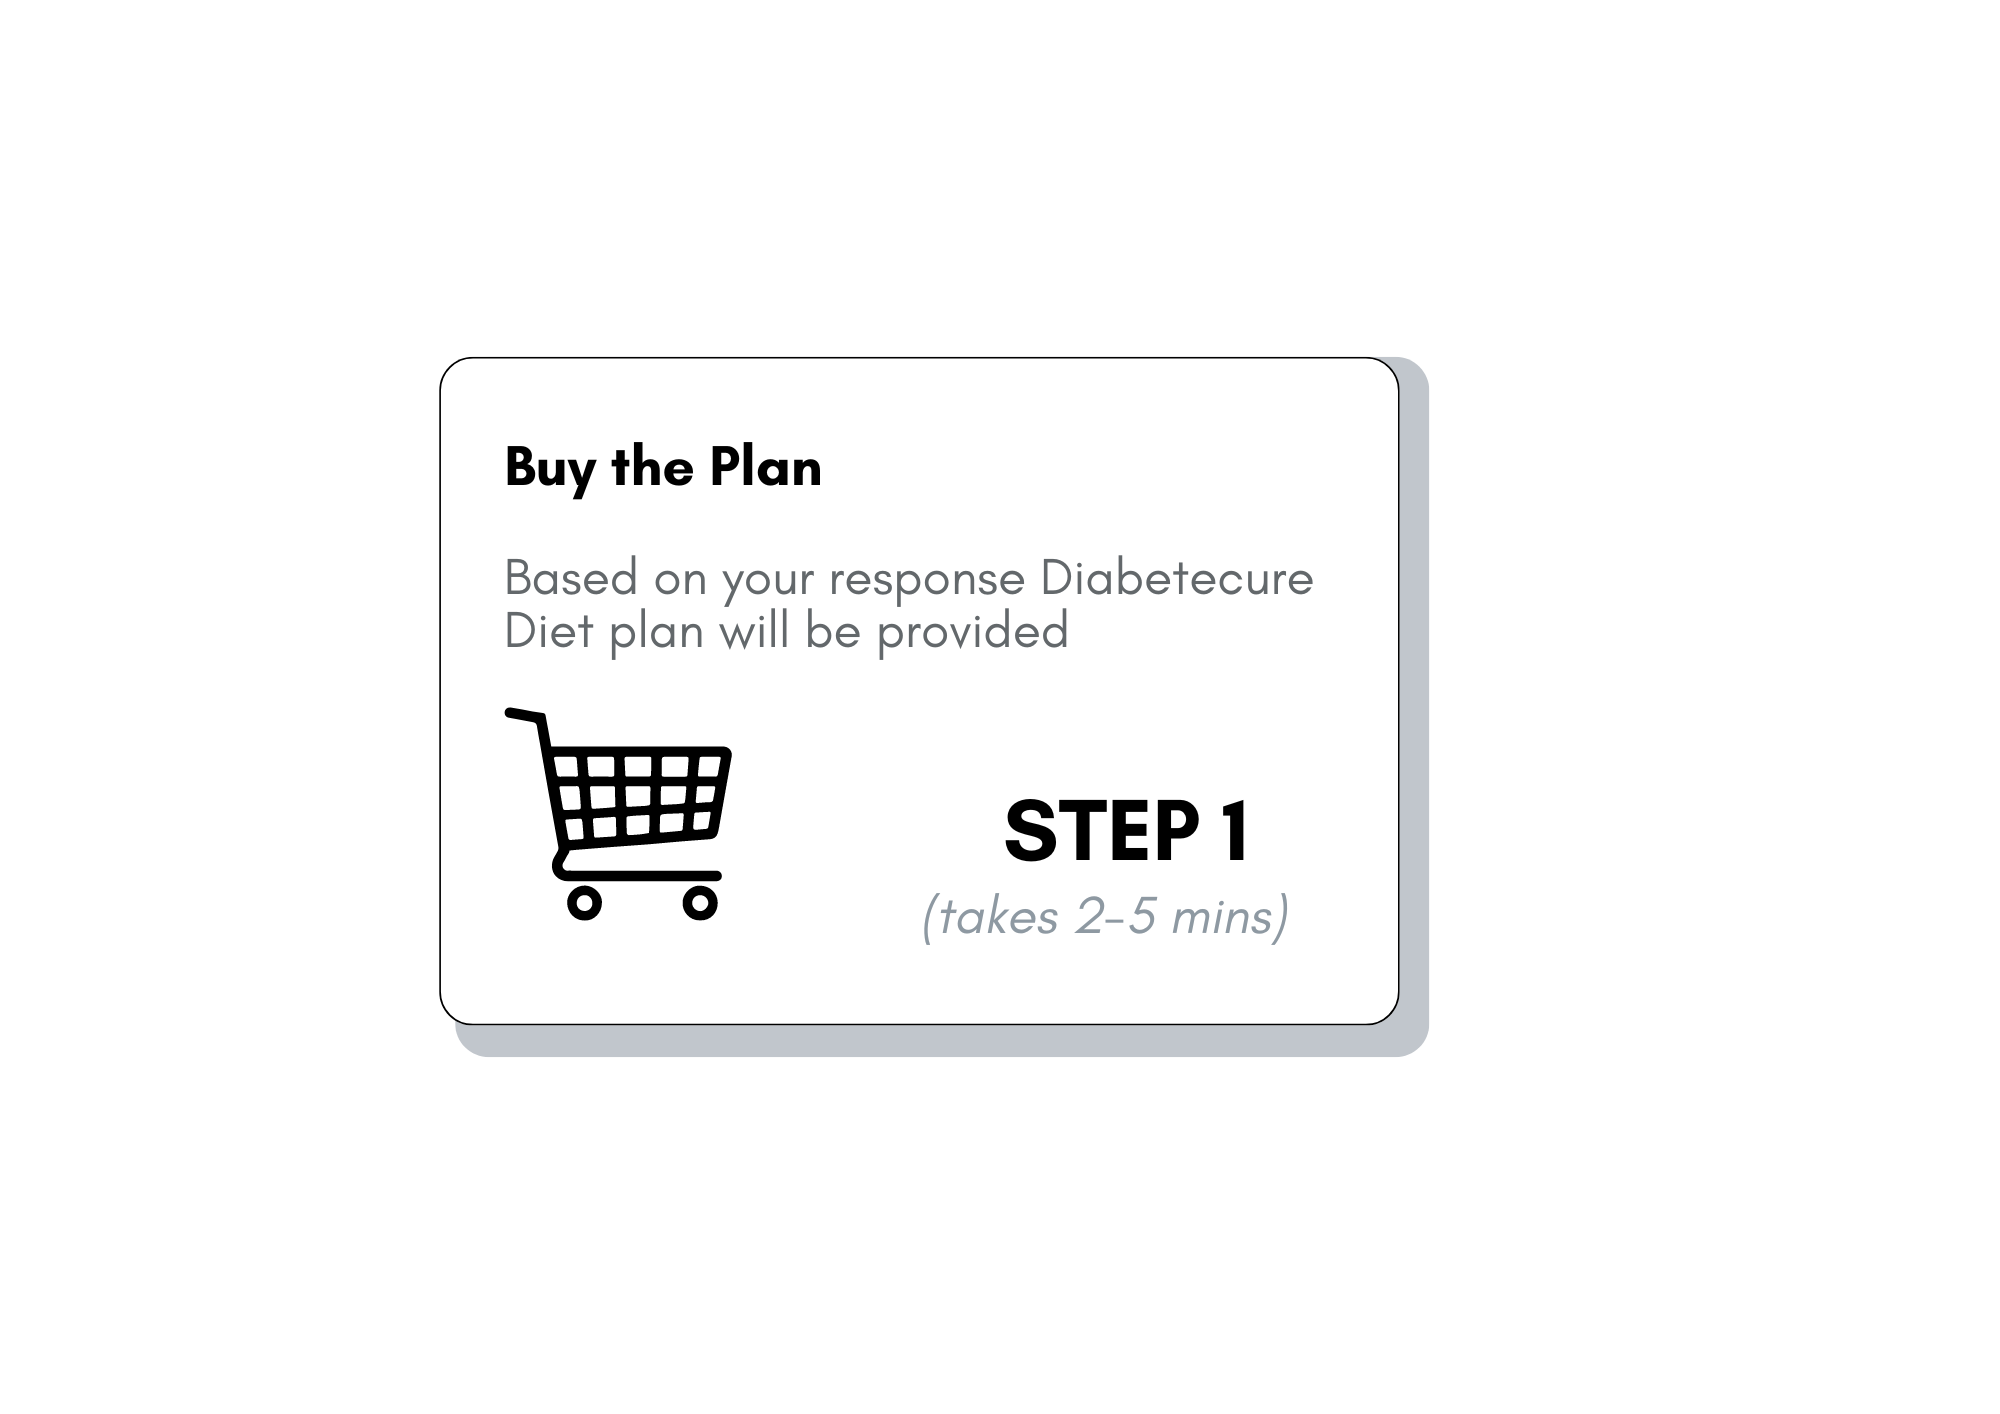 Buy the Plan
Based on your response Diabetecure
Diet plan will be provided
STEP 1
(takes 2-5 mins)